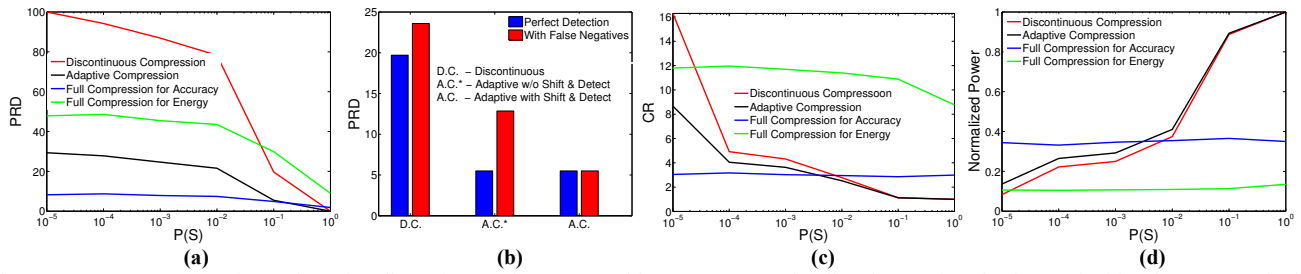 100
80
60
40
20
0
PRD
Discontinuous Compression
Adaptive Compression
Full Compression for Accuracy
Full Compression for Energy
10^-5 10^-4 10^-3 10^-2 10^-1 10^0
P(S)
(a)
25
20
15
10
5
0
PRD
Perfect Detection
With False Negatives
D.C. – Discontinuous
A.C.* – Adaptive w/o Shift & Detect
A.C. – Adaptive with Shift & Detect
D.C. A.C.* A.C.
(b)
16
14
12
10
8
6
4
2
0
CR
Discontinuous Compressoon
Adaptive Compression
Full Compression for Accuracy
Full Compression for Energy
10^-5 10^-4 10^-3 10^-2 10^-1 10^0
P(S)
(c)
1
0.8
0.6
0.4
0.2
0
Normalized Power
Discontinuous Compression
Adaptive Compression
Full Compression for Accuracy
Full Compression for Energy
10^-5 10^-4 10^-3 10^-2 10^-1 10^0
P(S)
(d)